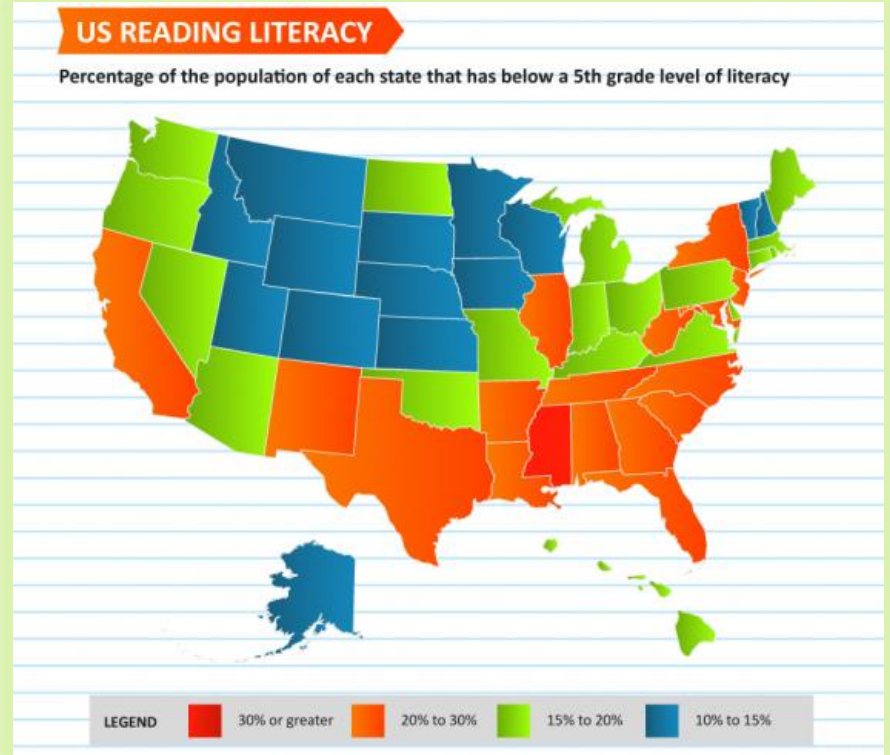 US READING LITERACY
Percentage of the population of each state that has below a 5th grade level of literacy
LEGEND 30% or greater 20% to 30% 15% to 20% 10% to 15%